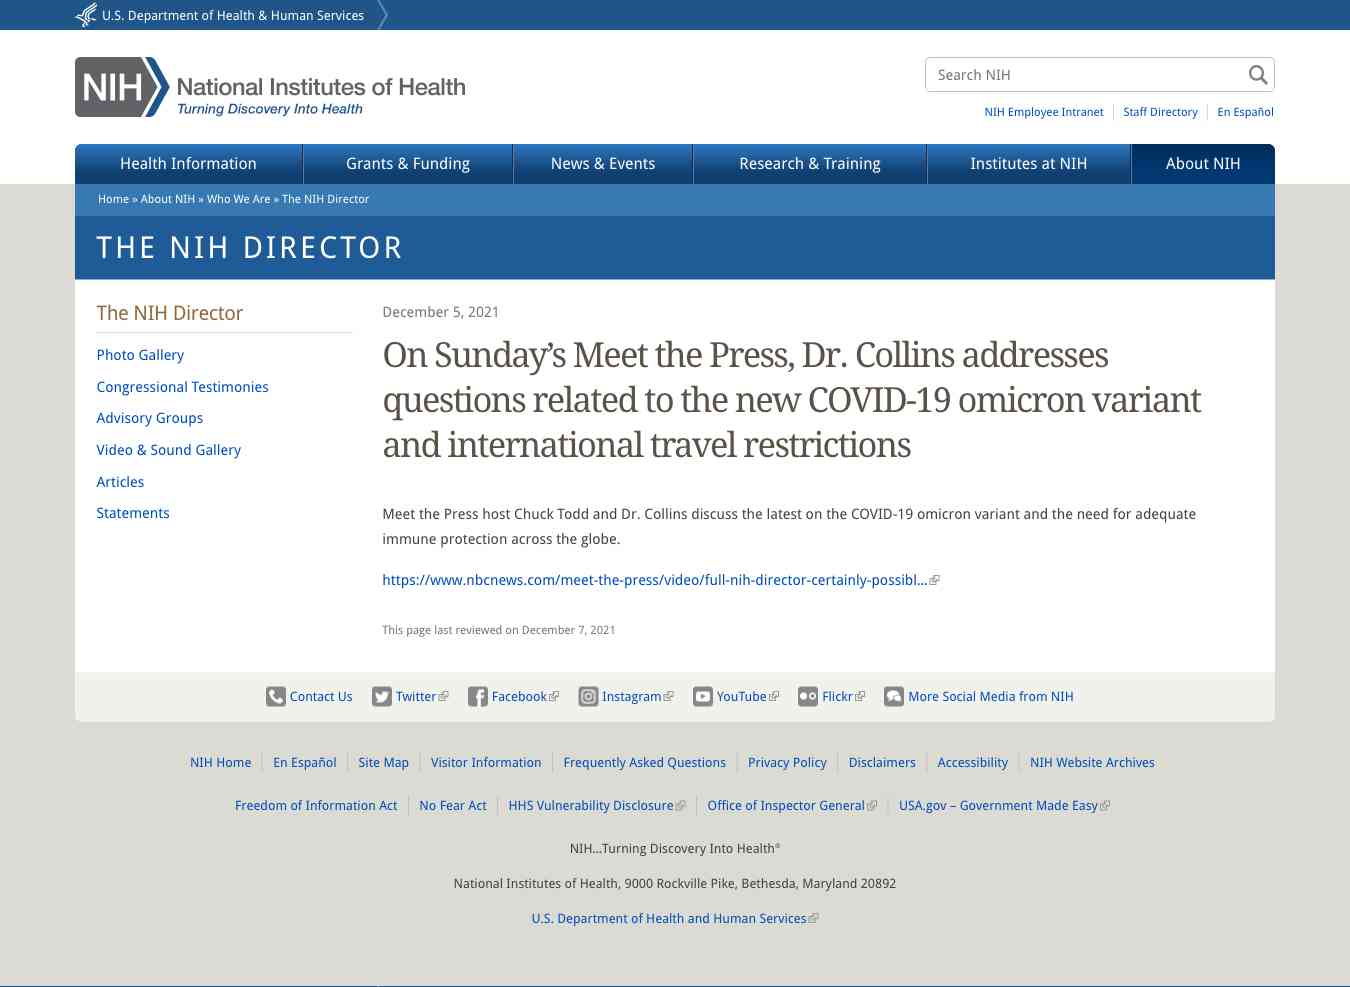 U.S. Department of Health & Human Services
NIH National Institutes of Health
Turning Discovery Into Health
Search NIH
NIH Employee Intranet Staff Directory En Español
Health Information Grants & Funding News & Events Research & Training Institutes at NIH About NIH
Home » About NIH » Who We Are » The NIH Director
THE NIH DIRECTOR
The NIH Director
Photo Gallery
Congressional Testimonies
Advisory Groups
Video & Sound Gallery
Articles
Statements
December 5, 2021
On Sunday’s Meet the Press, Dr. Collins addresses
questions related to the new COVID-19 omicron variant
and international travel restrictions
Meet the Press host Chuck Todd and Dr. Collins discuss the latest on the COVID-19 omicron variant and the need for adequate
immune protection across the globe.
https://www.nbcnews.com/meet-the-press/video/full-nih-director-certainly-possibl...
This page last reviewed on December 7, 2021
Contact Us Twitter Facebook Instagram YouTube Flickr More Social Media from NIH
NIH Home En Español Site Map Visitor Information Frequently Asked Questions Privacy Policy Disclaimers Accessibility NIH Website Archives
Freedom of Information Act No Fear Act HHS Vulnerability Disclosure Office of Inspector General USA.gov – Government Made Easy
NIH...Turning Discovery Into Health®
National Institutes of Health, 9000 Rockville Pike, Bethesda, Maryland 20892
U.S. Department of Health and Human Services